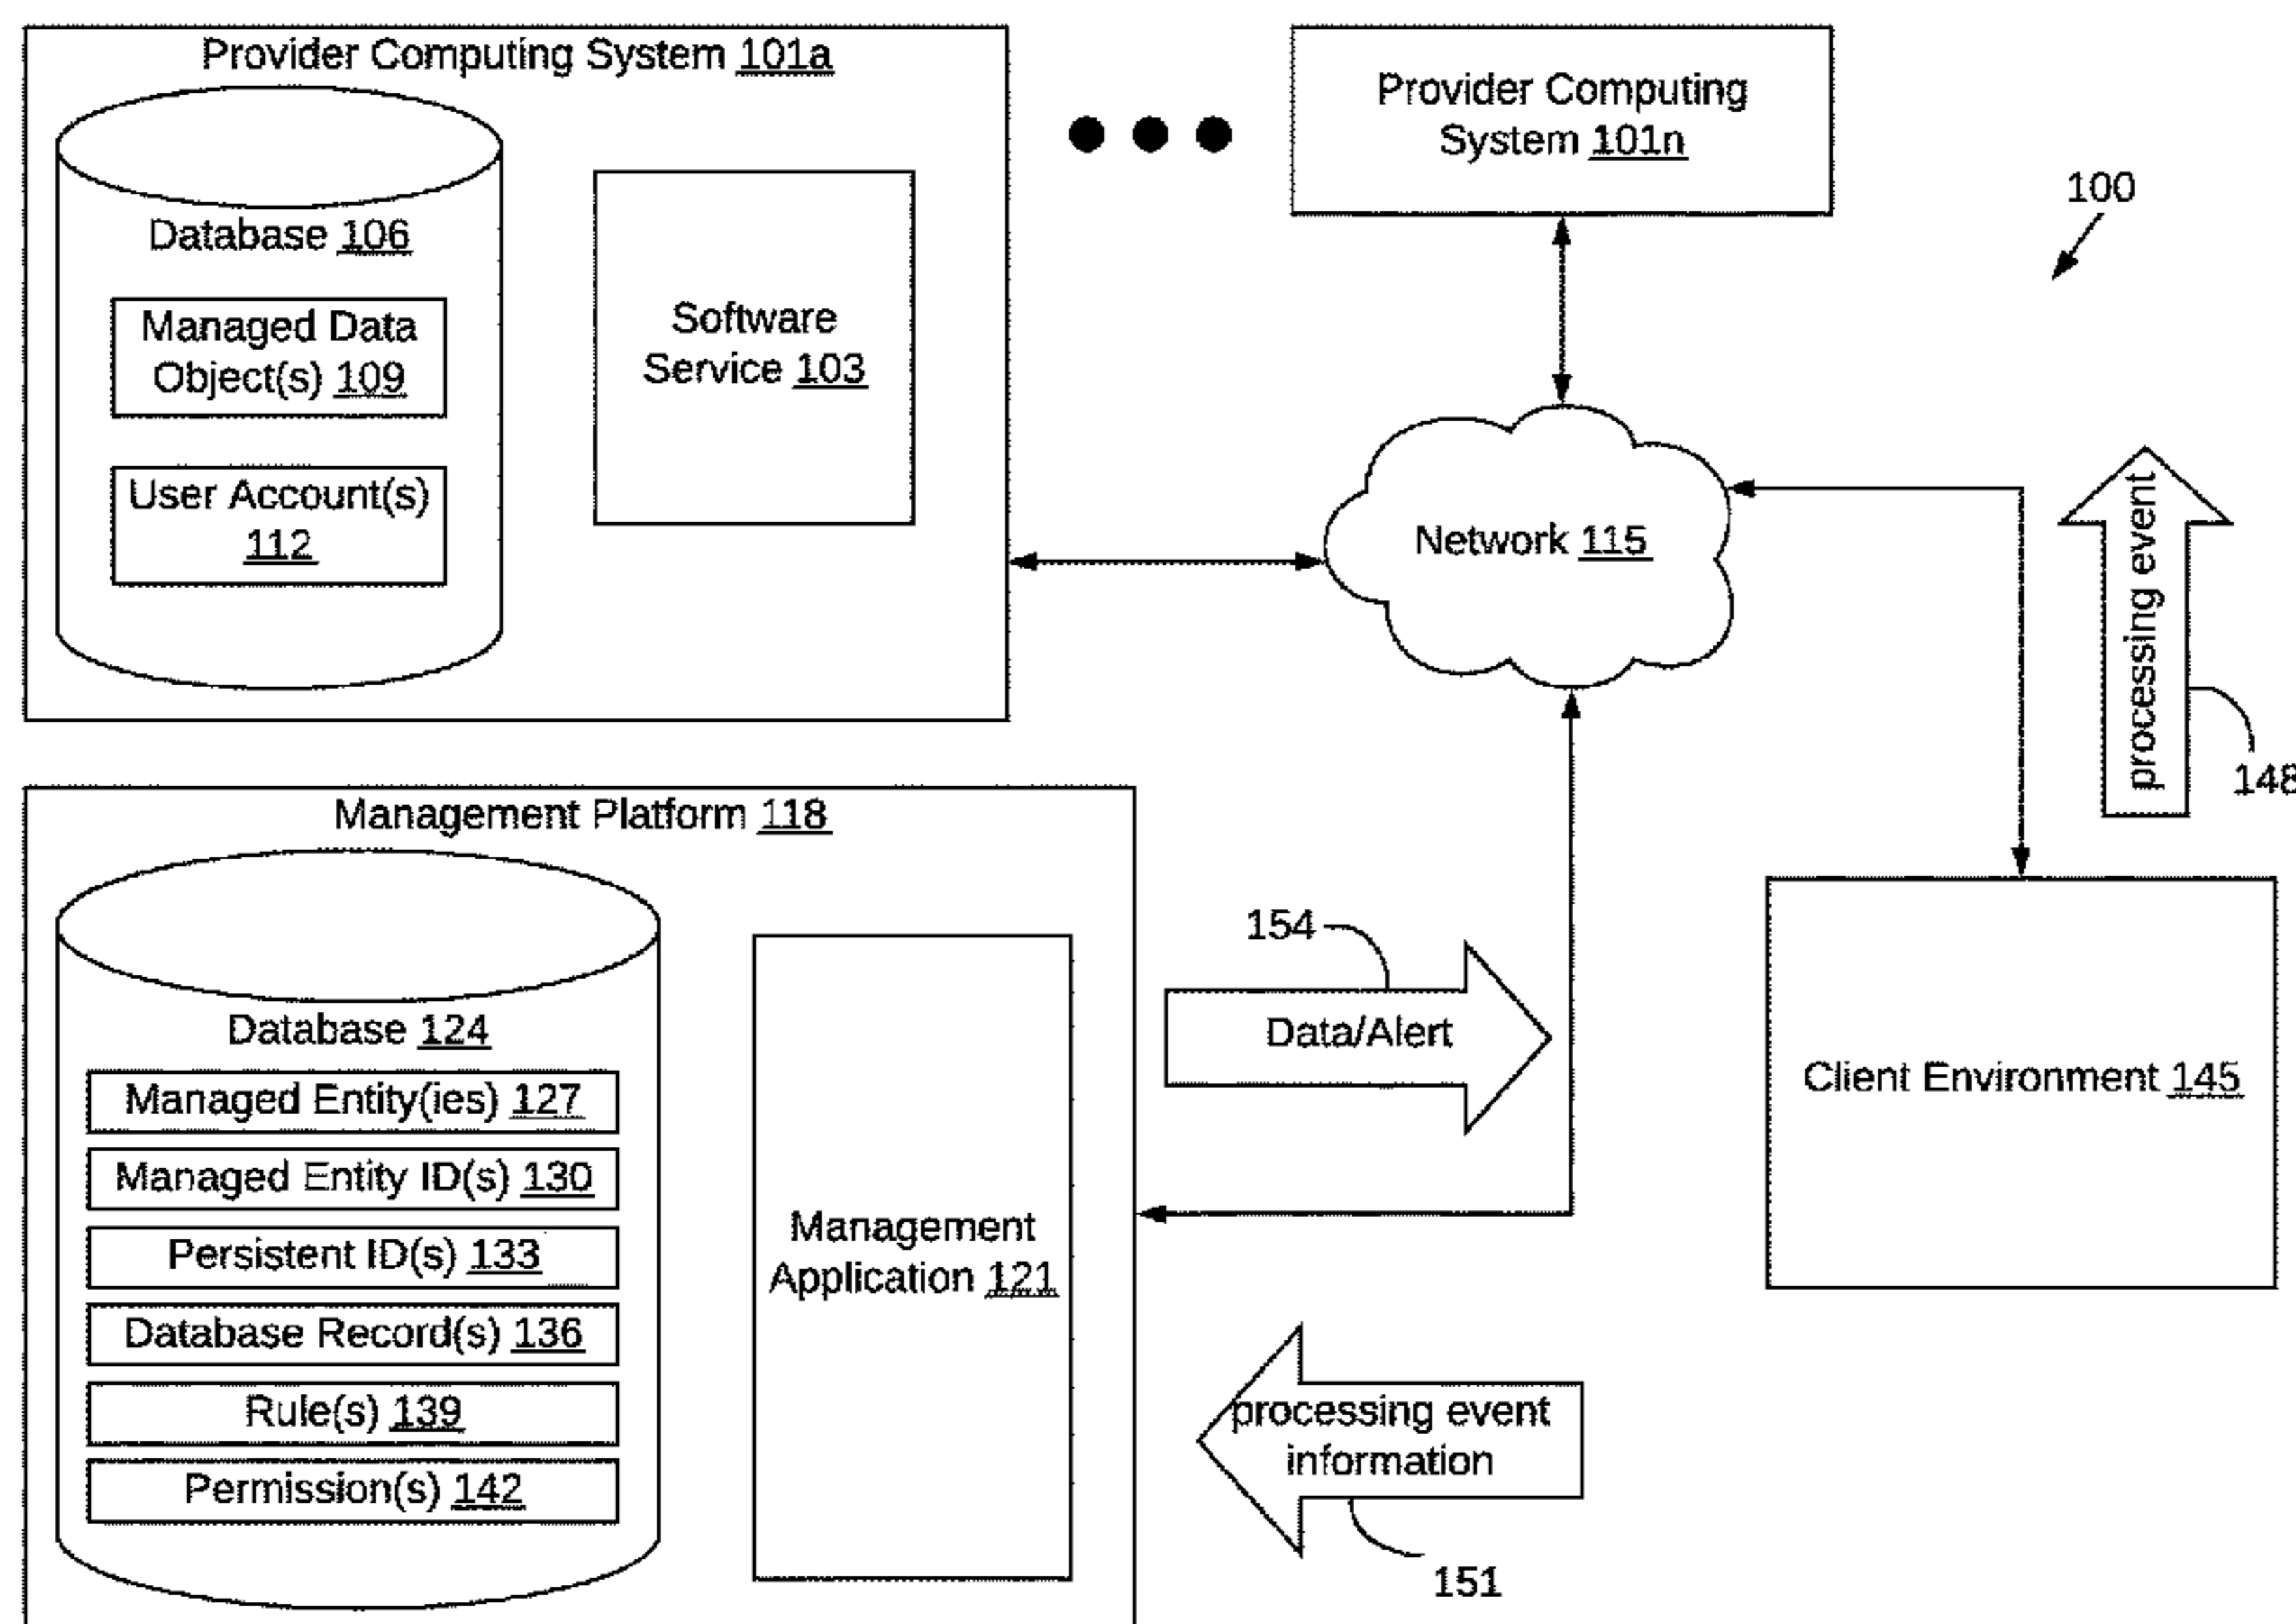 Provider Computing System 101a
Database 106
Managed Data
Object(s) 109
User Account(s)
112
Software
Service 103
Provider Computing
System 101n
100
Network 115
processing event
148
Management Platform 118
Database 124
Managed Entity(ies) 127
Managed Entity ID(s) 130
Persistent ID(s) 133
Database Record(s) 136
Rule(s) 139
Permission(s) 142
Management
Application 121
154
Data/Alert
Client Environment 145
processing event
information
151